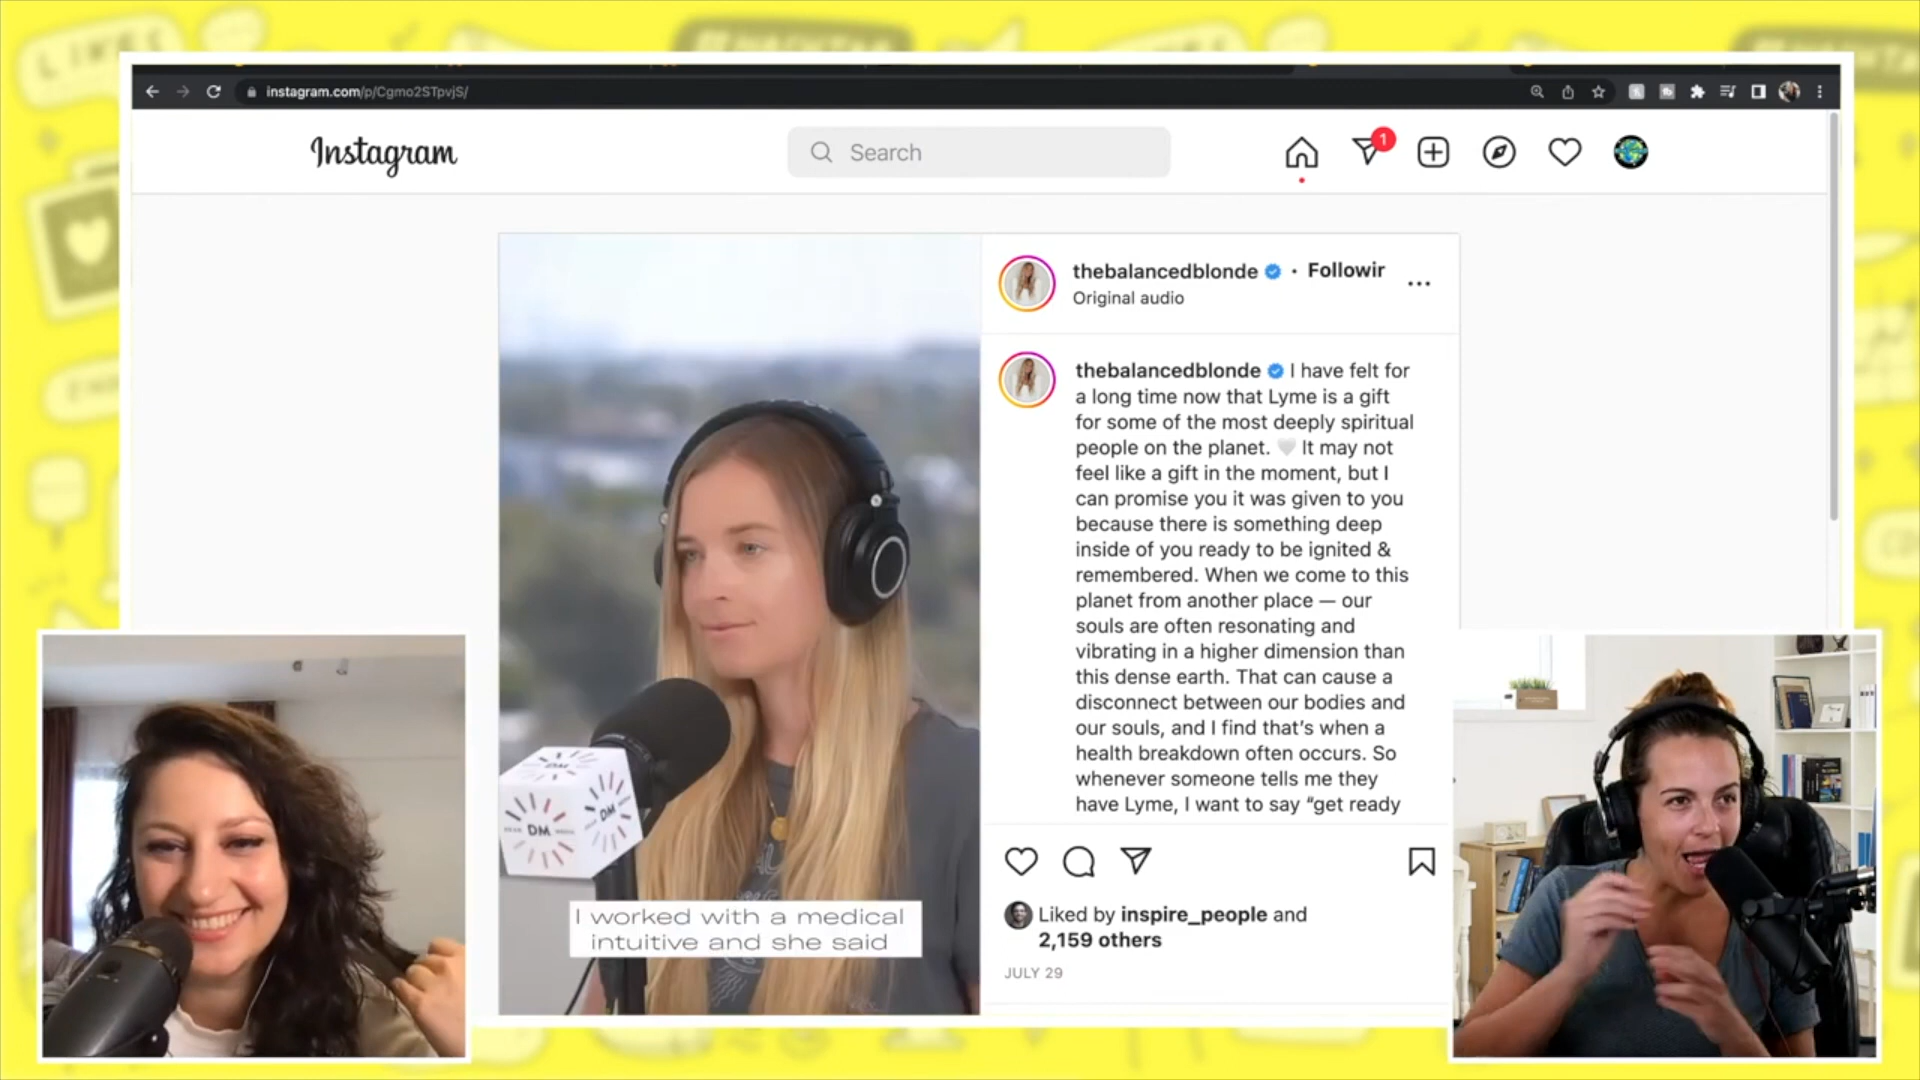 LIKES
instagram.com/p/Cgmo2STpvjS/
Instagram
Search
1
thebalancedblonde • Followir
Original audio
thebalancedblonde I have felt for
a long time now that Lyme is a gift
for some of the most deeply spiritual
people on the planet. 🤍 It may not
feel like a gift in the moment, but I
can promise you it was given to you
because there is something deep
inside of you ready to be ignited &
remembered. When we come to this
planet from another place — our
souls are often resonating and
vibrating in a higher dimension than
this dense earth. That can cause a
disconnect between our bodies and
our souls, and I find that’s when a
health breakdown often occurs. So
whenever someone tells me they
have Lyme, I want to say “get ready
DM
DM
DM
I worked with a medical
intuitive and she said
Liked by inspire_people and
2,159 others
JULY 29